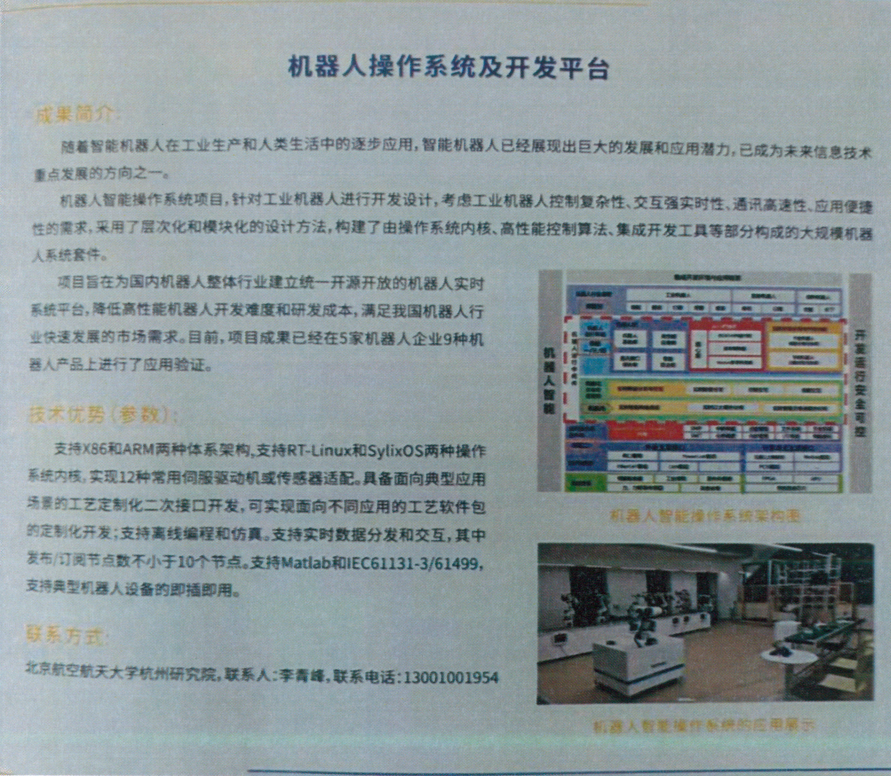 机器人操作系统及开发平台
成果简介:
随着智能机器人在工业生产和人类生活中的逐步应用,智能机器人已经展现出巨大的发展和应用潜力,已成为未来信息技术
重点发展的方向之一。
机器人智能操作系统项目,针对工业机器人进行开发设计,考虑工业机器人控制复杂性、交互强实时性、通讯高速性、应用便捷
性的需求,采用了层次化和模块化的设计方法,构建了由操作系统内核、高性能控制算法、集成开发工具等部分构成的大规模机器
人系统套件。
项目旨在为国内机器人整体行业建立统一开源开放的机器人实时
系统平台,降低高性能机器人开发难度和研发成本,满足我国机器人行
业快速发展的市场需求。目前,项目成果已经在5家机器人企业9种机
器人产品上进行了应用验证。
技术优势(参数):
支持X86和ARM两种体系架构,支持RT-Linux和SylixOS两种操作
系统内核,实现12种常用伺服驱动机或传感器适配。具备面向典型应用
场景的工艺定制化二次接口开发,可实现面向不同应用的工艺软件包
的定制化开发;支持离线编程和仿真。支持实时数据分发和交互,其中
发布/订阅节点数不小于10个节点。支持Matlab和IEC61131-3/61499,
支持典型机器人设备的即插即用。
联系方式:
北京航空航天大学杭州研究院,联系人:李青峰,联系电话:13001001954
机器人智能
开发运行安全可控
机器人智能操作系统架构图
机器人智能操作系统的应用展示